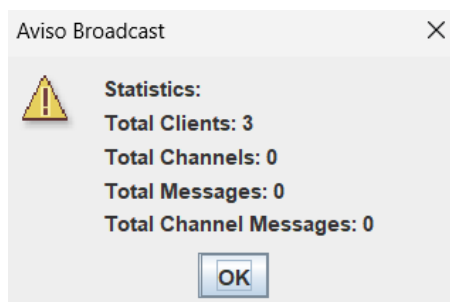 Aviso Broadcast
Statistics:
Total Clients: 3
Total Channels: 0
Total Messages: 0
Total Channel Messages: 0
OK